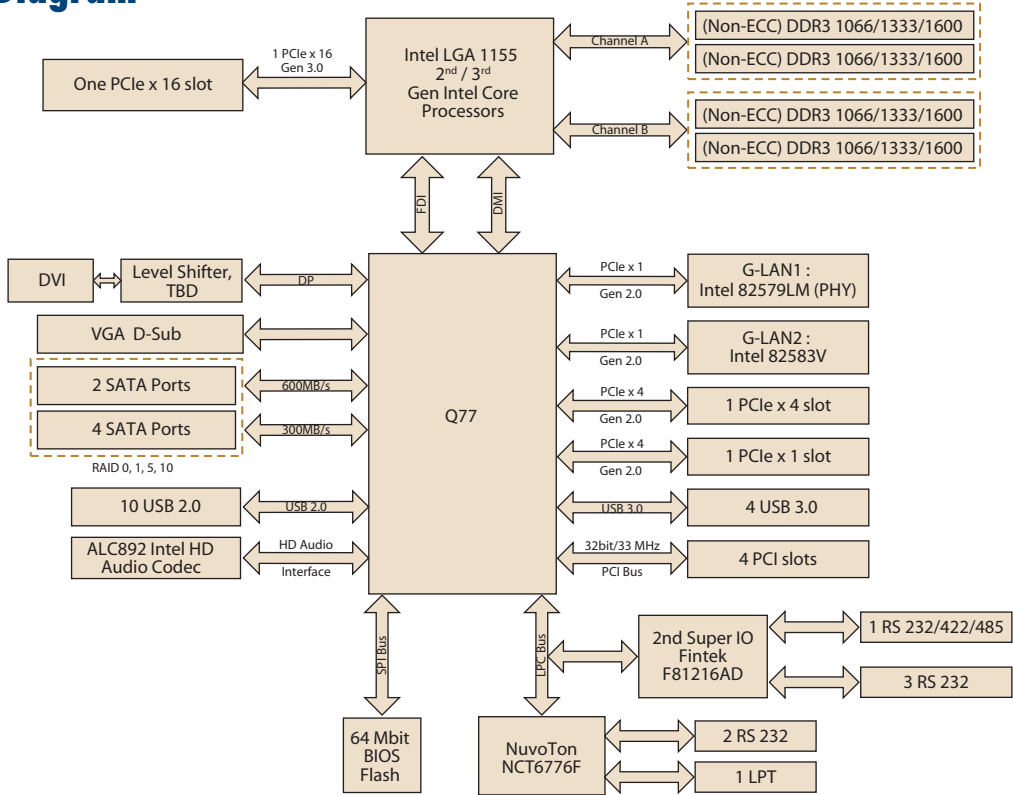 Diagram
One PCIe x 16 slot
1 PCIe x 16
Gen 3.0
Intel LGA 1155
2nd / 3rd
Gen Intel Core
Processors
Channel A
(Non-ECC) DDR3 1066/1333/1600
(Non-ECC) DDR3 1066/1333/1600
Channel B
(Non-ECC) DDR3 1066/1333/1600
(Non-ECC) DDR3 1066/1333/1600
FDI
DMI
DVI
Level Shifter,
TBD
DP
VGA D-Sub
2 SATA Ports
600MB/s
4 SATA Ports
300MB/s
RAID 0, 1, 5, 10
10 USB 2.0
USB 2.0
ALC892 Intel HD
Audio Codec
HD Audio
Interface
Q77
PCIe x 1
Gen 2.0
G-LAN1 :
Intel 82579LM (PHY)
PCIe x 1
Gen 2.0
G-LAN2 :
Intel 82583V
PCIe x 4
Gen 2.0
1 PCIe x 4 slot
PCIe x 4
Gen 2.0
1 PCIe x 1 slot
USB 3.0
4 USB 3.0
32bit/33 MHz
PCI Bus
4 PCI slots
SPI Bus
LPC Bus
2nd Super IO
Fintek
F81216AD
1 RS 232/422/485
3 RS 232
64 Mbit
BIOS
Flash
NuvoTon
NCT6776F
2 RS 232
1 LPT